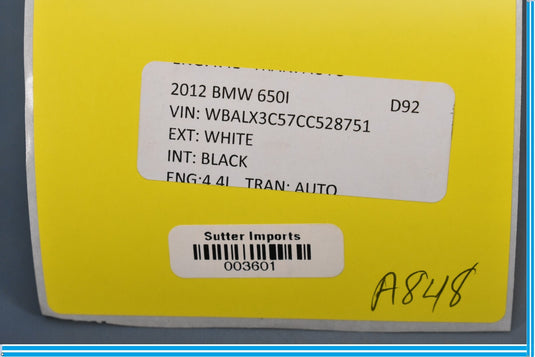 2012 BMW 650I
D92
VIN: WBALX3C57CC528751
EXT: WHITE
INT: BLACK
ENG:4.4L TRAN: AUTO
Sutter Imports
003601
A848